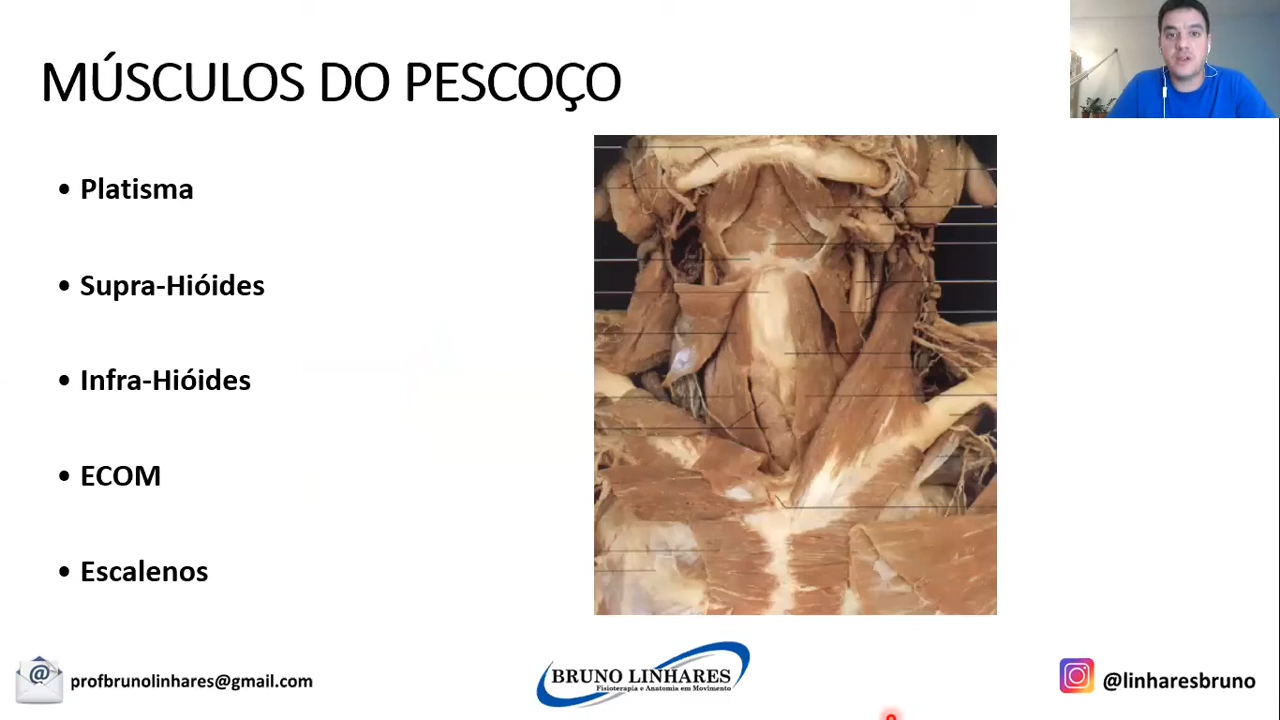 MÚSCULOS DO PESCOÇO
• Platisma
• Supra-Hióides
• Infra-Hióides
• ECOM
• Escalenos
profbrunolinhares@gmail.com
BRUNO LINHARES
Fisioterapia e Anatomia em Movimento
@linharesbruno